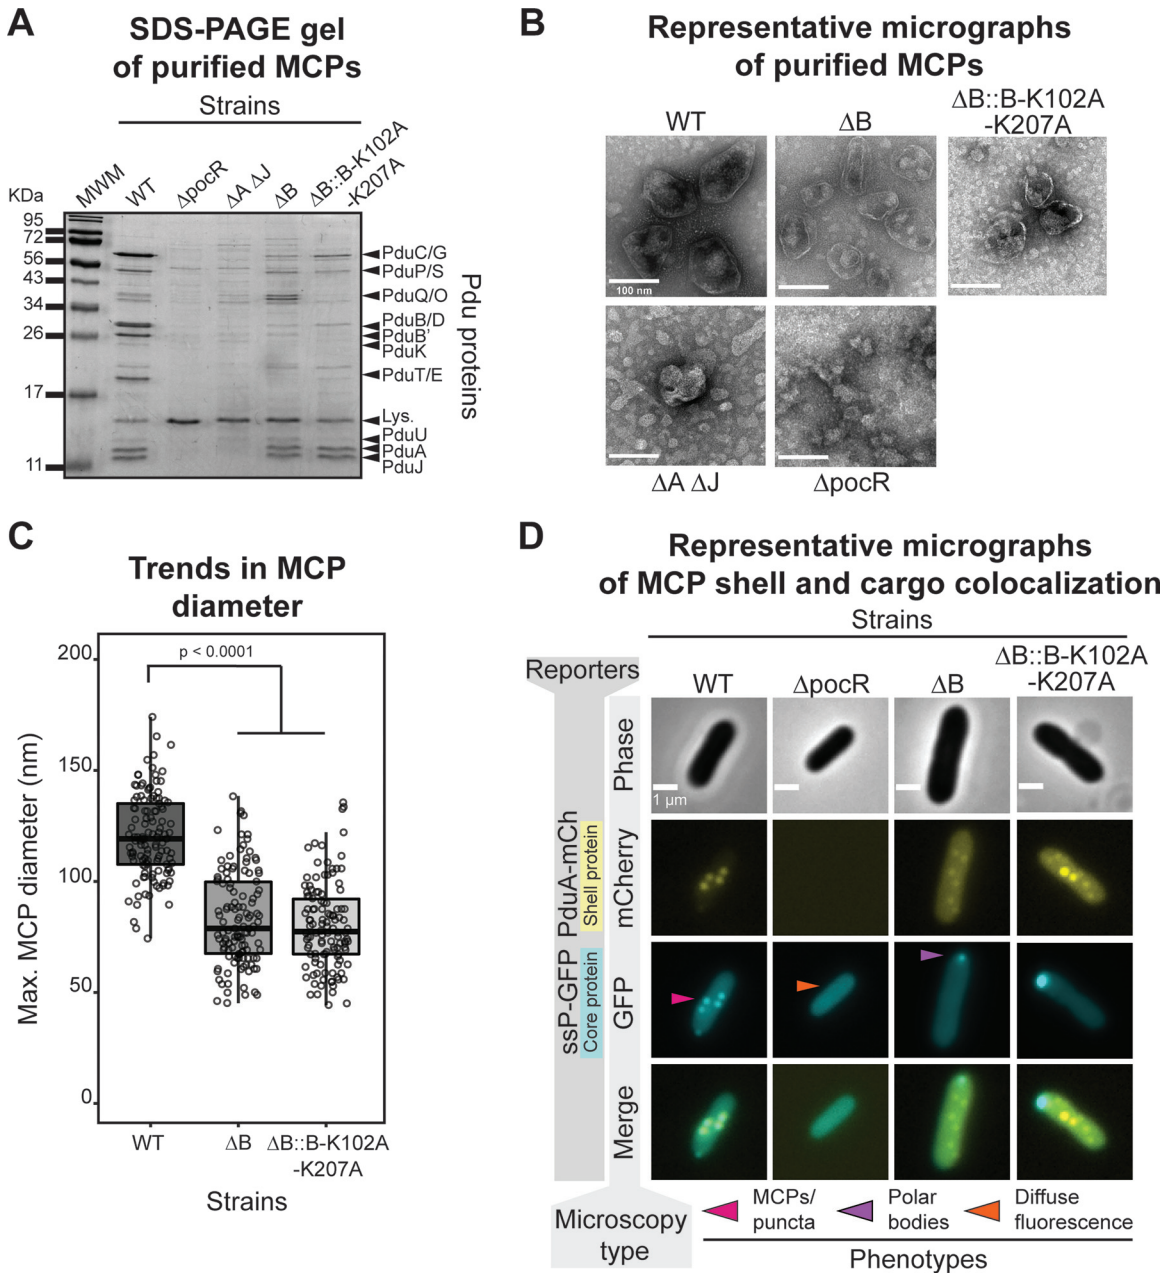 A
SDS-PAGE gel
of purified MCPs
Strains
KDa
MWM
WT
ΔpocR
ΔA ΔJ
ΔB
ΔB::B-K102A
-K207A
95
72
56
43
34
26
17
11
PduC/G
PduP/S
PduQ/O
PduB/D
PduB'
PduK
PduT/E
Lys.
PduU
PduA
PduJ
Pdu proteins
B
Representative micrographs
of purified MCPs
WT
ΔB
ΔB::B-K102A
-K207A
100 nm
ΔA ΔJ
ΔpocR
C
Trends in MCP
diameter
Max. MCP diameter (nm)
200
150
100
50
0
p < 0.0001
WT
ΔB
ΔB::B-K102A
-K207A
Strains
D
Representative micrographs
of MCP shell and cargo colocalization
Strains
Reporters
WT
ΔpocR
ΔB
ΔB::B-K102A
-K207A
Phase
1 µm
PduA-mCh
Shell protein
mCherry
ssP-GFP
Core protein
GFP
Merge
Microscopy
type
MCPs/
puncta
Polar
bodies
Diffuse
fluorescence
Phenotypes